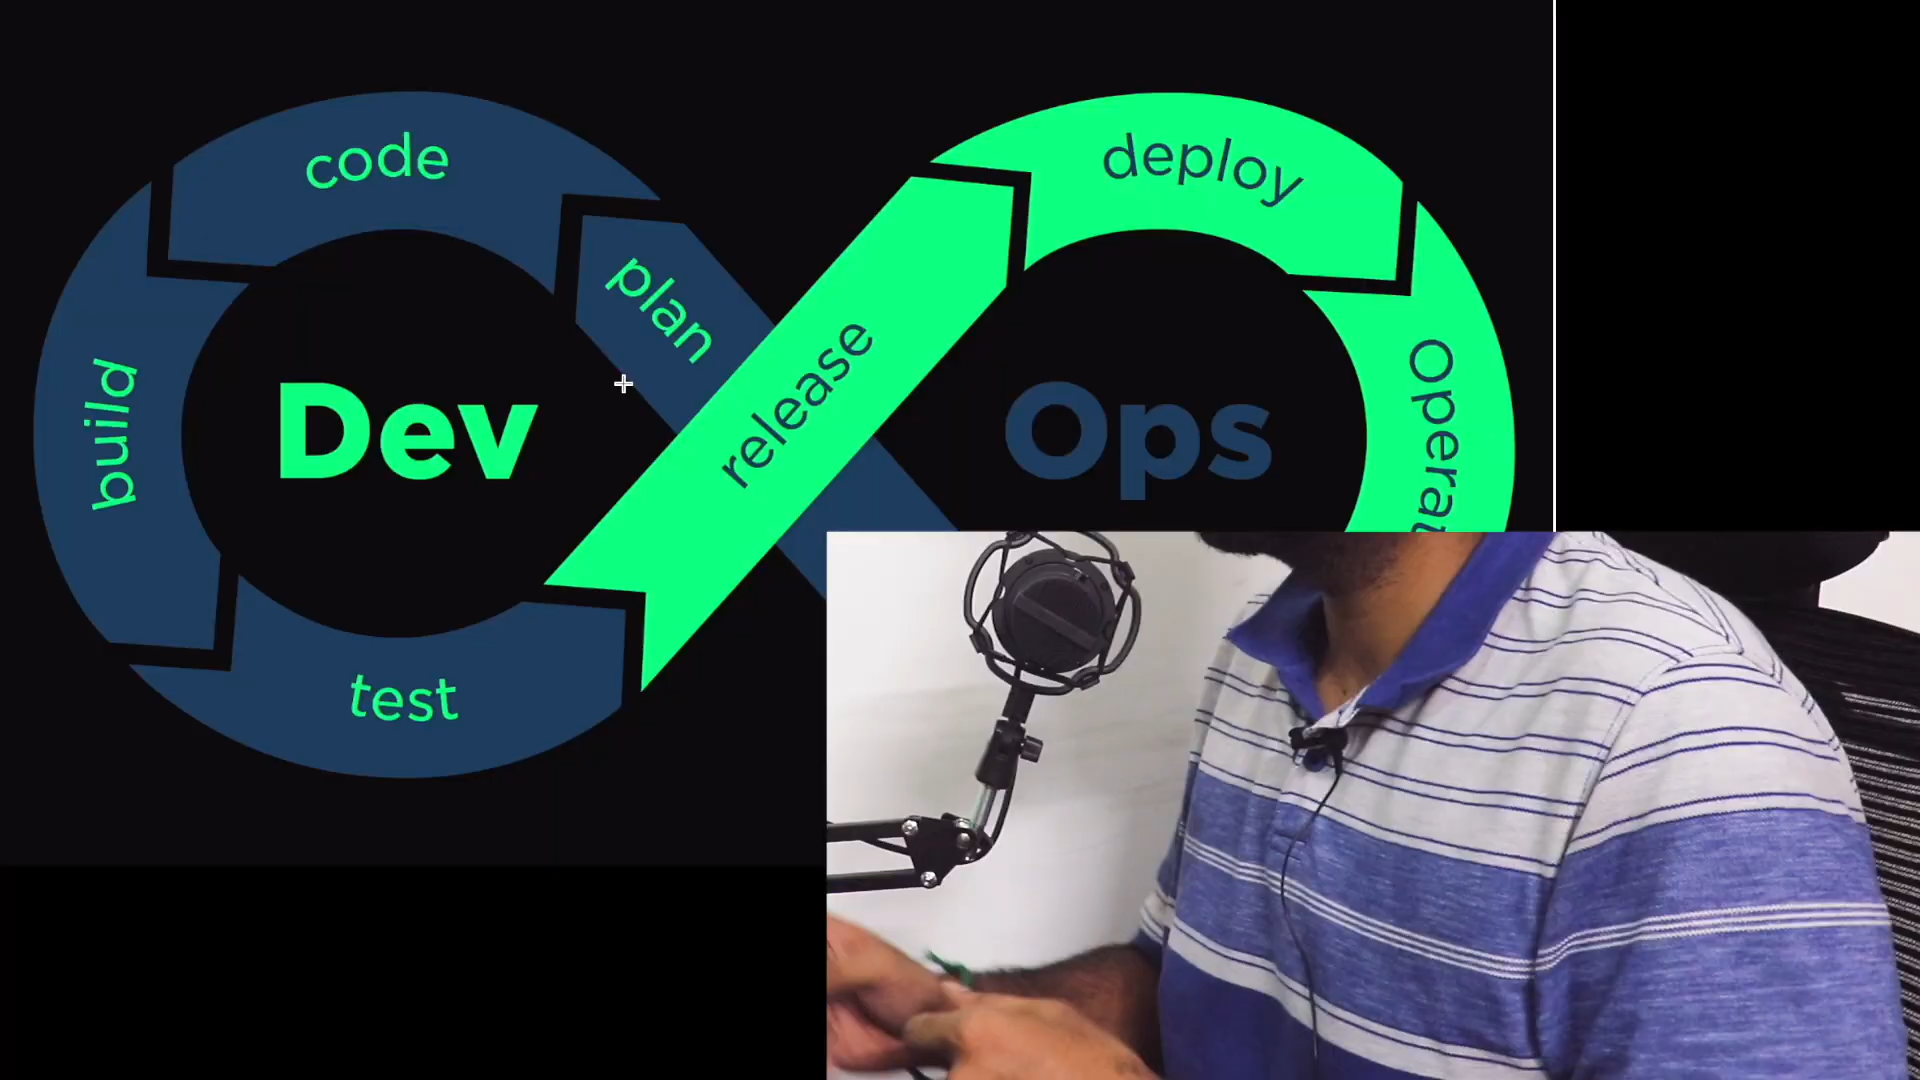 code
plan
build
Dev
test
release
deploy
Ops